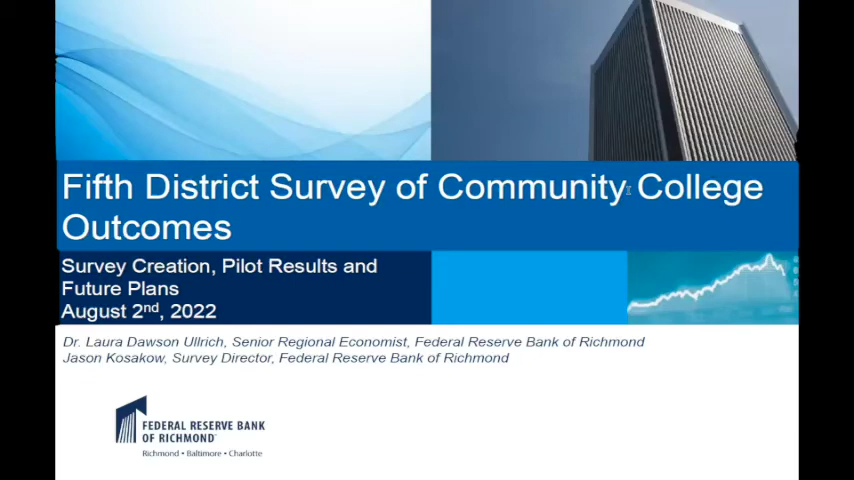 Fifth District Survey of Community College
Outcomes
Survey Creation, Pilot Results and
Future Plans
August 2nd, 2022
Dr. Laura Dawson Ullrich, Senior Regional Economist, Federal Reserve Bank of Richmond
Jason Kosakow, Survey Director, Federal Reserve Bank of Richmond
FEDERAL RESERVE BANK
OF RICHMOND
Richmond • Baltimore • Charlotte